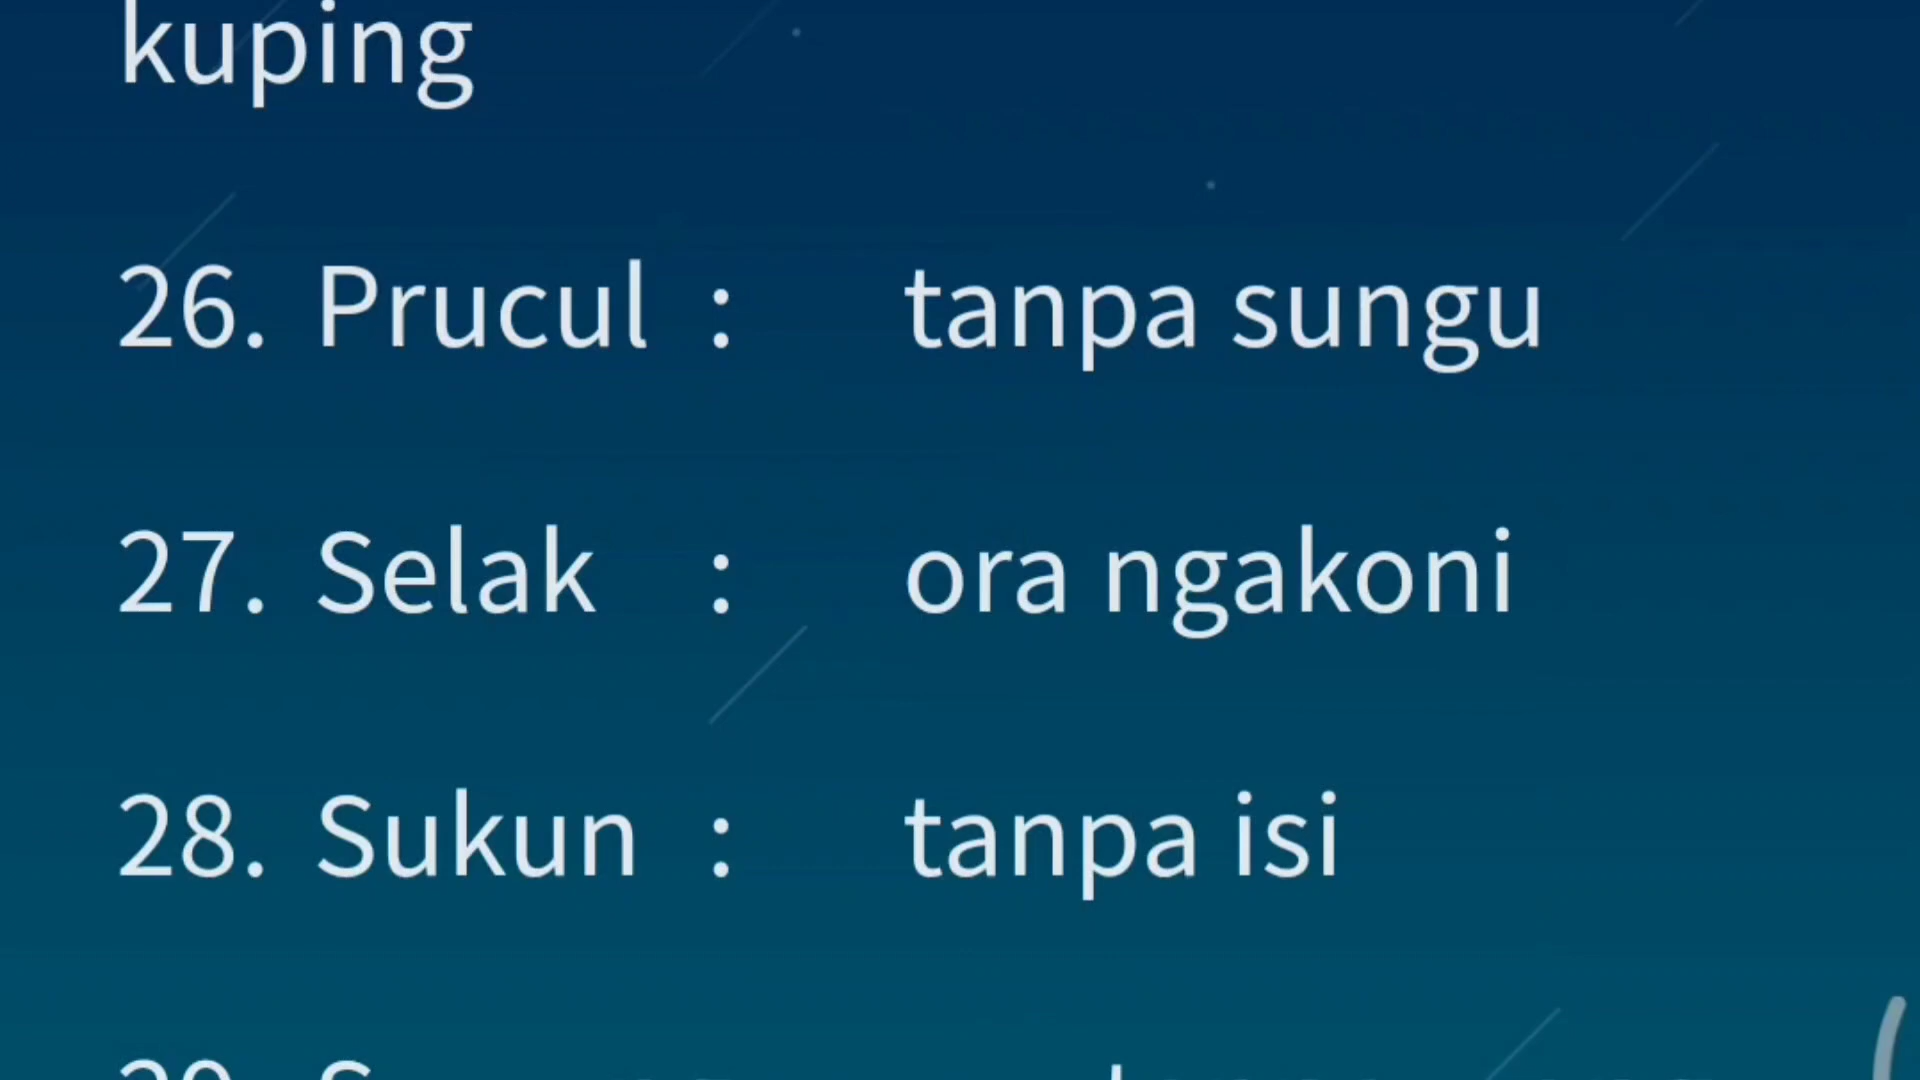 kuping
26. Prucul : tanpa sungu
27. Selak : ora ngakoni
28. Sukun : tanpa isi